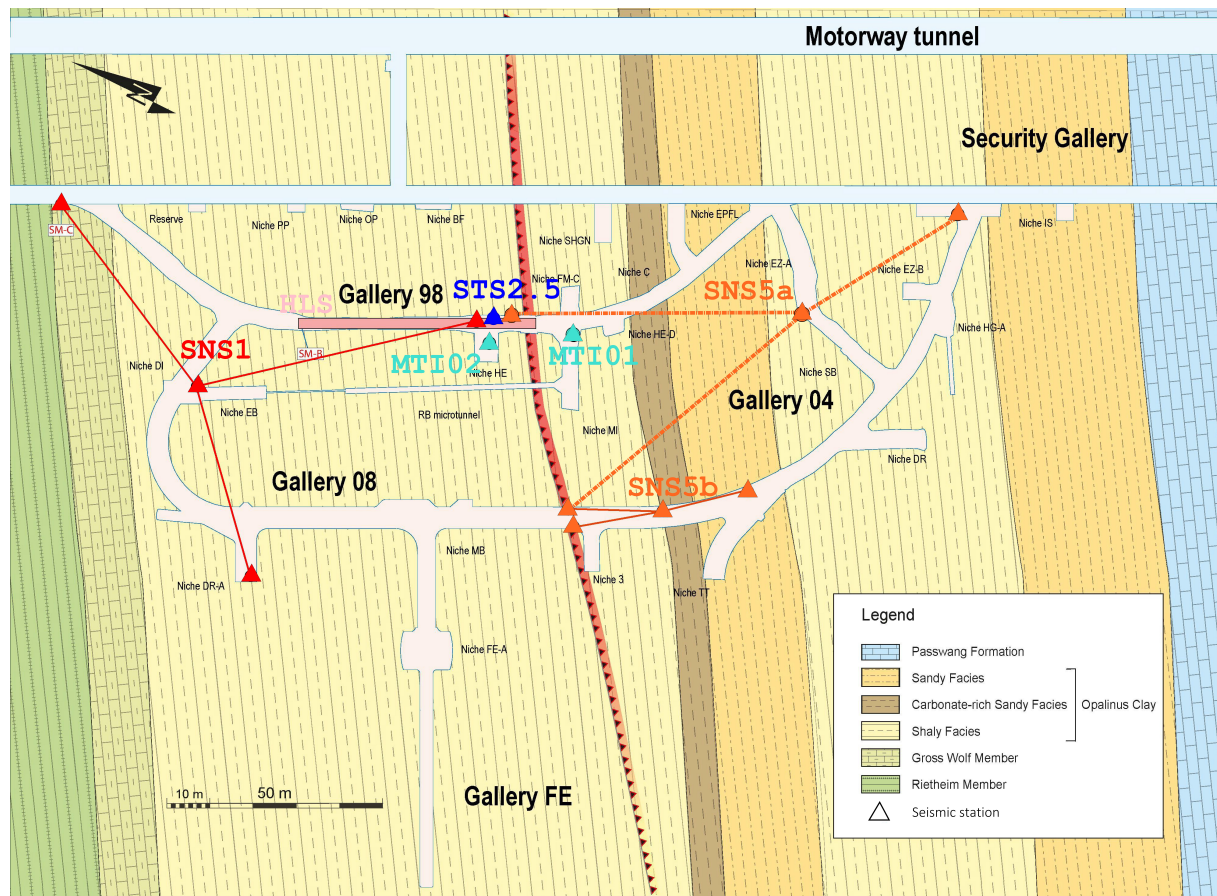 Motorway tunnel
N
Security Gallery
Reserve
Niche PP
Niche OP
Niche BF
Niche EPFL
Niche IS
SM-C
Niche SHGN
Niche C
Niche EZ-A
Niche EZ-B
Niche FM-C
HLS
Gallery 98
STS2.5
SNS5a
SM-B
MTI02
MTI01
Niche HE-D
Niche HG-A
Niche DI
SNS1
Niche HE
Niche SB
Niche EB
RB microtunnel
Gallery 04
Niche MI
Niche DR
Gallery 08
SNS5b
Niche MB
Niche DR-A
Niche 3
Niche TT
Niche FE-A
10 m
50 m
Gallery FE
Legend
Passwang Formation
Sandy Facies
Carbonate-rich Sandy Facies
Opalinus Clay
Shaly Facies
Gross Wolf Member
Rietheim Member
Seismic station